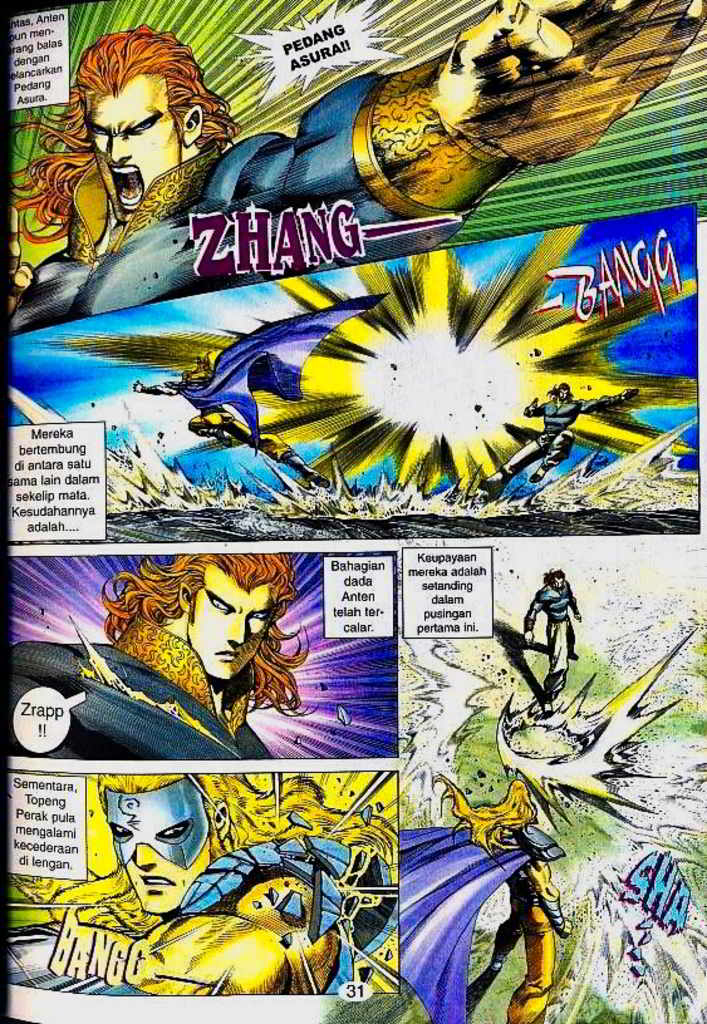 ntas, Anten
pun men-
rang balas
dengan
elancarkan
Pedang
Asura.
PEDANG
ASURA!!
ZHANG
BANGG
Mereka
bertembung
di antara satu
sama lain dalam
sekelip mata.
Kesudahannya
adalah....
Bahagian
dada
Anten
telah ter-
calar.
Zrapp
!!
Keupayaan
mereka adalah
setanding
dalam
pusingan
pertama ini.
Sementara,
Topeng
Perak pula
mengalami
kecederaan
di lengan.
BANGG
SHA
31